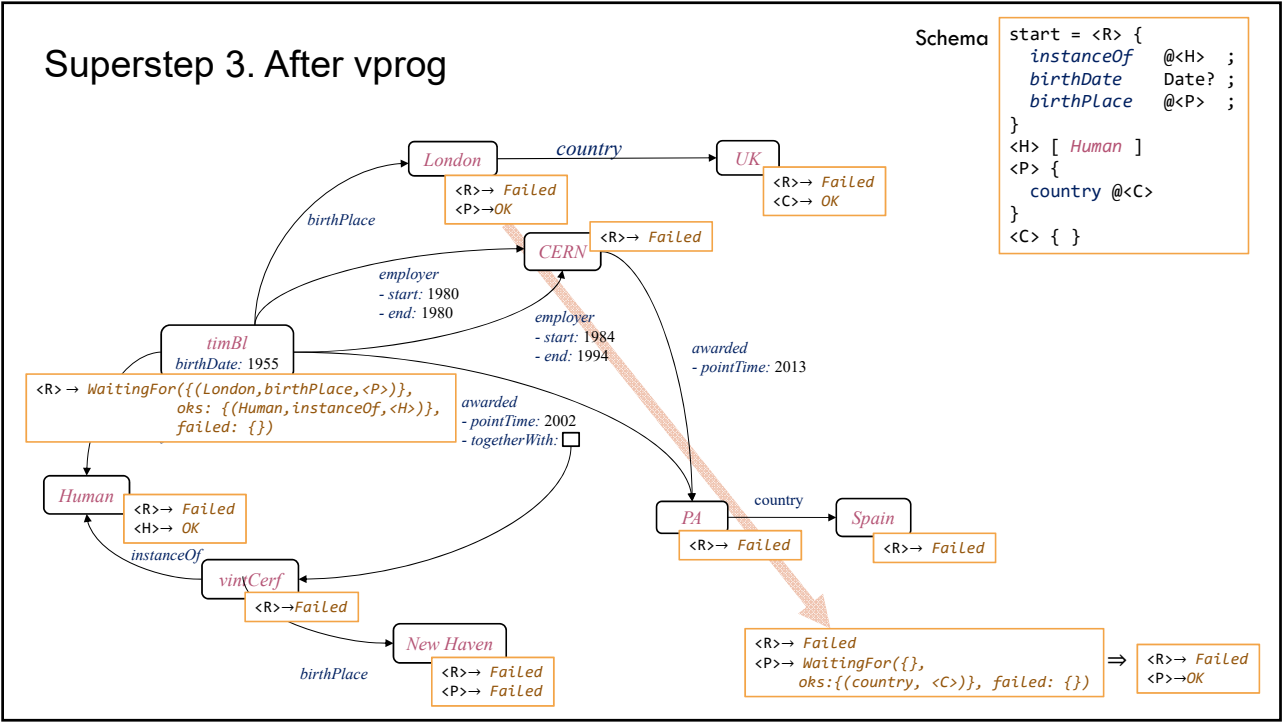 Superstep 3. After vprog
Schema
start = <R> {
instanceOf @<H> ;
birthDate Date? ;
birthPlace @<P> ;
}
<H> [ Human ]
<P> {
country @<C>
}
<C> { }
London
country
UK
<R>→ Failed
<P>→OK
<R>→ Failed
<C>→ OK
birthPlace
CERN
<R>→ Failed
employer
- start: 1980
- end: 1980
employer
- start: 1984
- end: 1994
timBl
birthDate: 1955
awarded
- pointTime: 2013
<R>→ WaitingFor({(London,birthPlace,<P>)},
oks: {(Human,instanceOf,<H>)},
failed: {})
awarded
- pointTime: 2002
- togetherWith:
Human
<R>→ Failed
<H>→ OK
PA
country
Spain
<R>→ Failed
<R>→ Failed
instanceOf
vintCerf
<R>→Failed
New Haven
birthPlace
<R>→ Failed
<P>→ Failed
<R>→ Failed
<P>→ WaitingFor({},
oks:{(country, <C>)}, failed: {})
⇒
<R>→ Failed
<P>→OK